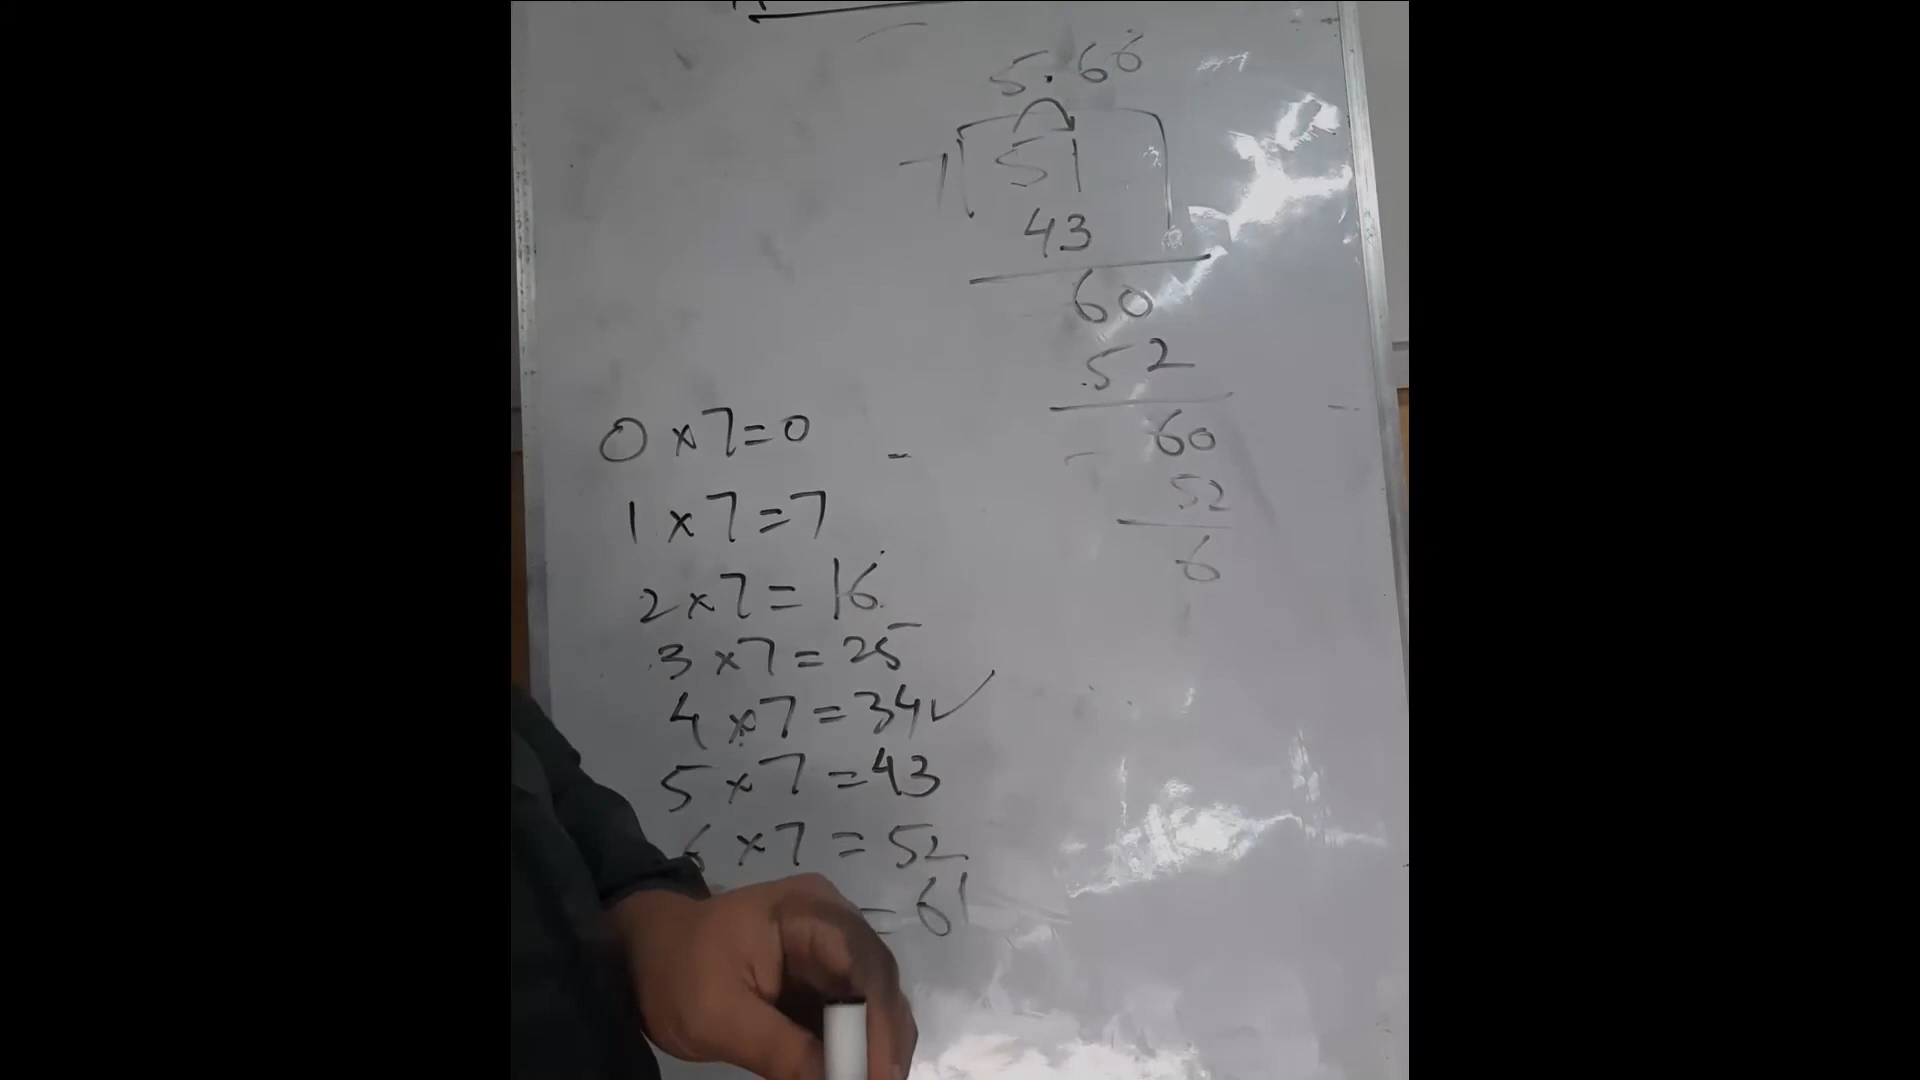 5.66
7 51
43
60
52
60
52
6
0 x 7 = 0
1 x 7 = 7
2 x 7 = 16
3 x 7 = 25
4 x 7 = 34 ✓
5 x 7 = 43
6 x 7 = 52
= 61